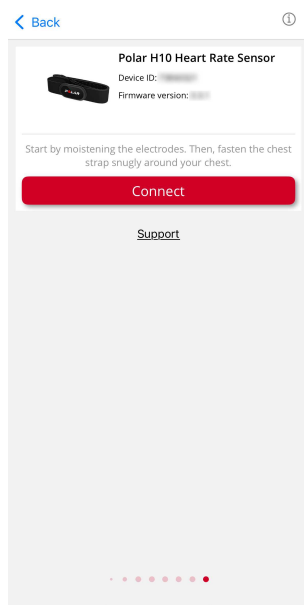 Back
Polar H10 Heart Rate Sensor
POLAR
Device ID:
Firmware version:
Start by moistening the electrodes. Then, fasten the chest
strap snugly around your chest.
Connect
Support